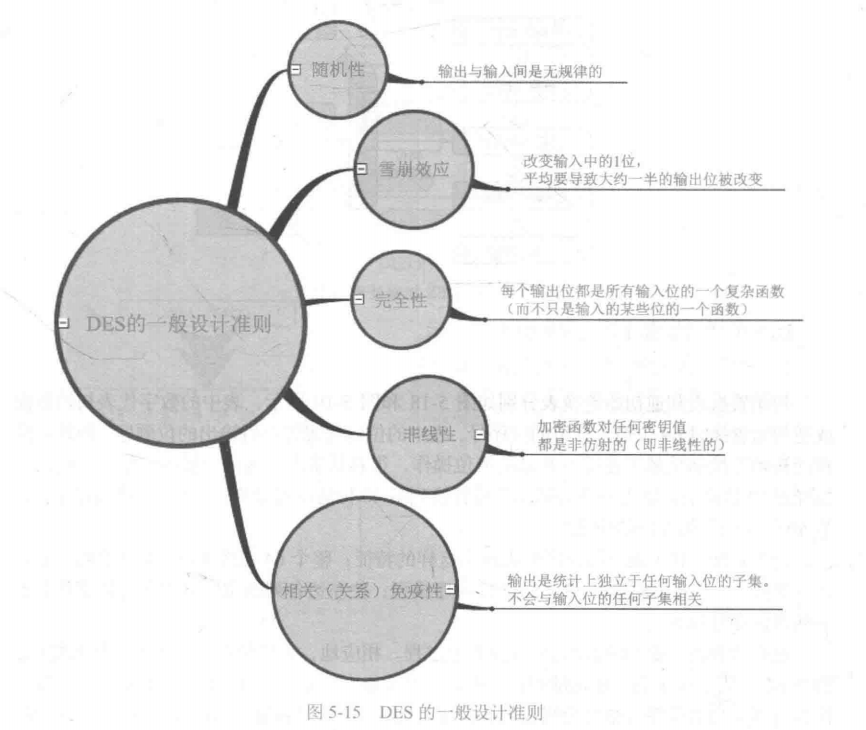 随机性
输出与输入间是无规律的
雪崩效应
改变输入中的1位，
平均要导致大约一半的输出位被改变
DES的一般设计准则
完全性
每个输出位都是所有输入位的一个复杂函数
（而不只是输入的某些位的一个函数）
非线性
加密函数对任何密钥值，
都是非仿射的（即非线性的）
相关（关系）免疫性
输出是统计上独立于任何输入位的子集。
不会与输入位的任何子集相关
图 5-15 DES 的一般设计准则